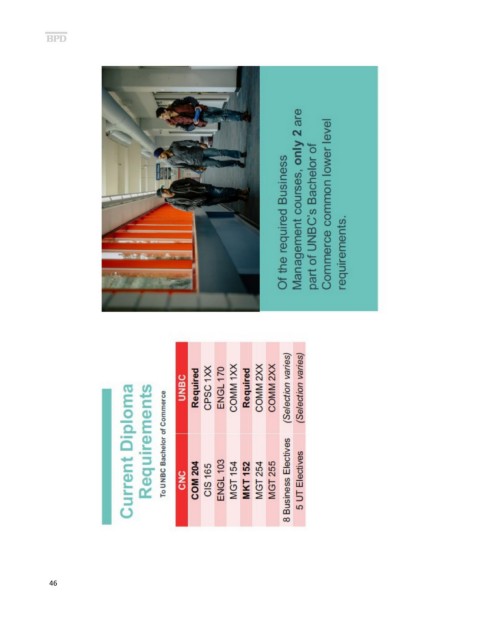 BPD
Current Diploma
Requirements
To UNBC Bachelor of Commerce
CNC UNBC
COM 204 Required
CIS 165 CPSC 1XX
ENGL 103 ENGL 170
MGT 154 COMM 1XX
MKT 152 Required
MGT 254 COMM 2XX
MGT 255 COMM 2XX
8 Business Electives (Selection varies)
5 UT Electives (Selection varies)
Of the required Business
Management courses, only 2 are
part of UNBC's Bachelor of
Commerce common lower level
requirements.
46